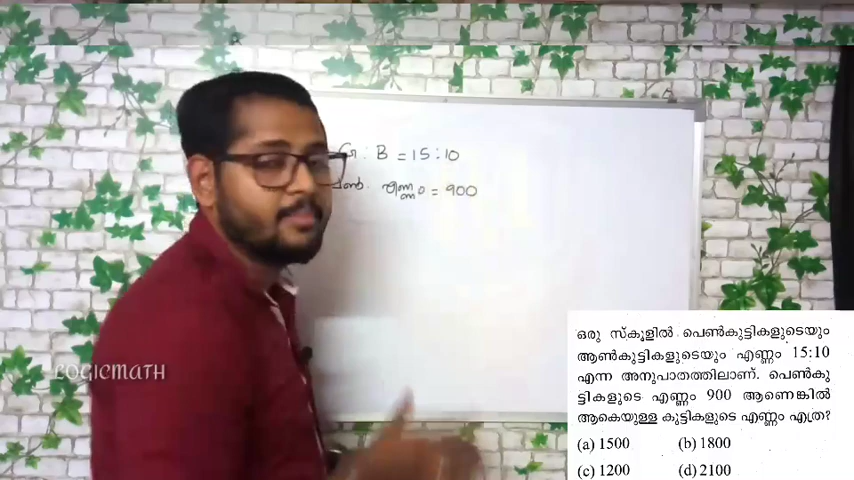 G : B = 15:10
പെൺ. എണ്ണം = 900
LOGICMATH
ഒരു സ്കൂളിൽ പെൺകുട്ടികളുടെയും
ആൺകുട്ടികളുടെയും എണ്ണം 15:10
എന്ന അനുപാതത്തിലാണ്. പെൺകു
ട്ടികളുടെ എണ്ണം 900 ആണെങ്കിൽ
ആകെയുള്ള കുട്ടികളുടെ എണ്ണം എത്ര?
(a) 1500 (b) 1800
(c) 1200 (d) 2100